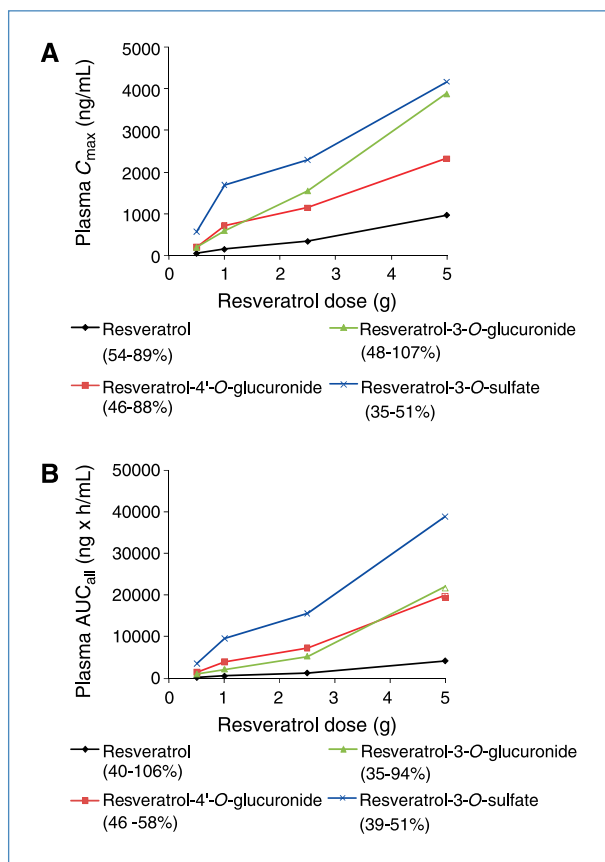 A
Plasma Cmax (ng/mL)
5000
4000
3000
2000
1000
0
0 1 2 3 4 5
Resveratrol dose (g)
Resveratrol Resveratrol-3-O-glucuronide
(54-89%) (48-107%)
Resveratrol-4'-O-glucuronide Resveratrol-3-O-sulfate
(46-88%) (35-51%)
B
Plasma AUCall (ng x h/mL)
50000
40000
30000
20000
10000
0
0 1 2 3 4 5
Resveratrol dose (g)
Resveratrol Resveratrol-3-O-glucuronide
(40-106%) (35-94%)
Resveratrol-4'-O-glucuronide Resveratrol-3-O-sulfate
(46 -58%) (39-51%)